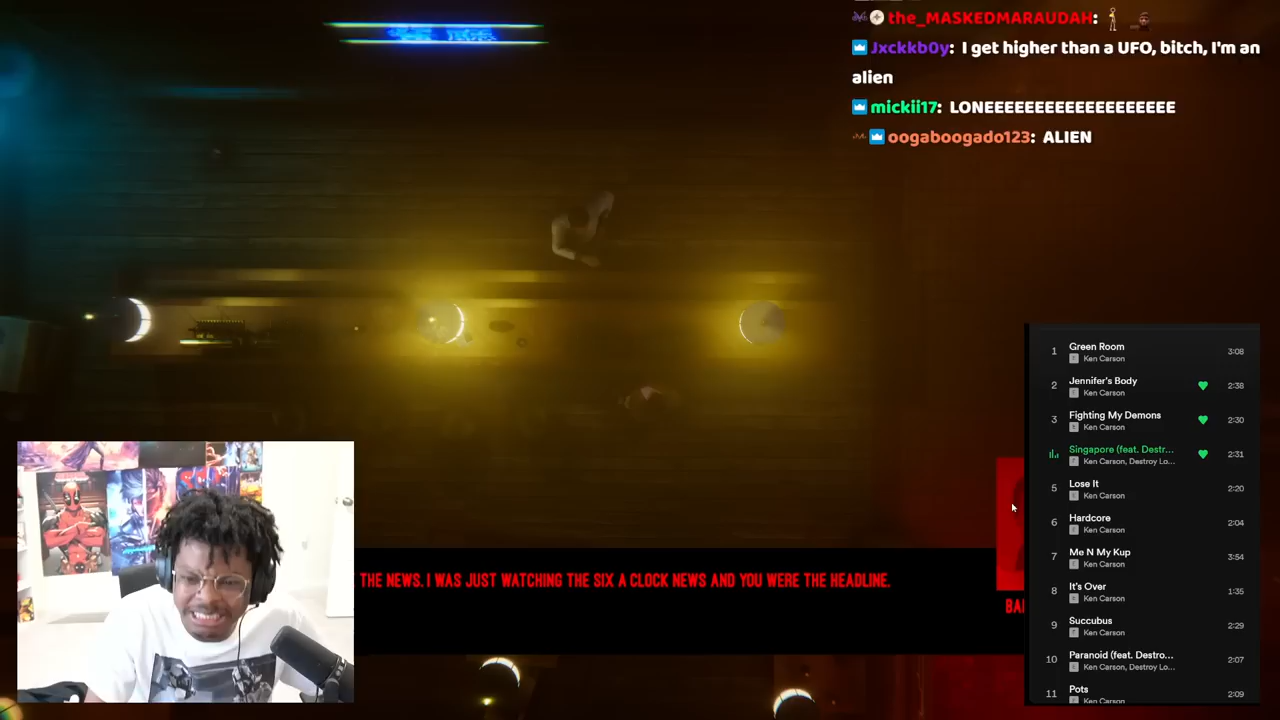 the_MASKEDMARAUDAH:
Jxckkb0y: I get higher than a UFO, bitch, I'm an
alien
mickii17: LONEEEEEEEEEEEEEEEEEEE
oogaboogado123: ALIEN
1 Green Room 3:08
E Ken Carson
2 Jennifer's Body 2:38
E Ken Carson
3 Fighting My Demons 2:30
E Ken Carson
Singapore (feat. Destr... 2:31
E Ken Carson, Destroy Lo...
5 Lose It 2:20
E Ken Carson
6 Hardcore 2:04
E Ken Carson
7 Me N My Kup 3:54
E Ken Carson
8 It's Over 1:35
E Ken Carson
9 Succubus 2:29
E Ken Carson
10 Paranoid (feat. Destro... 2:07
E Ken Carson, Destroy Lo...
11 Pots 2:09
E Ken Carson
THE NEWS. I WAS JUST WATCHING THE SIX A CLOCK NEWS AND YOU WERE THE HEADLINE.